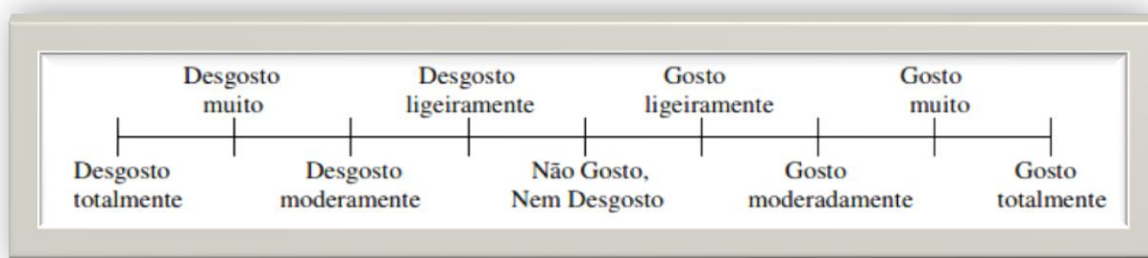 Desgosto
muito
Desgosto
ligeiramente
Gosto
ligeiramente
Gosto
muito
Desgosto
totalmente
Desgosto
moderamente
Não Gosto,
Nem Desgosto
Gosto
moderadamente
Gosto
totalmente